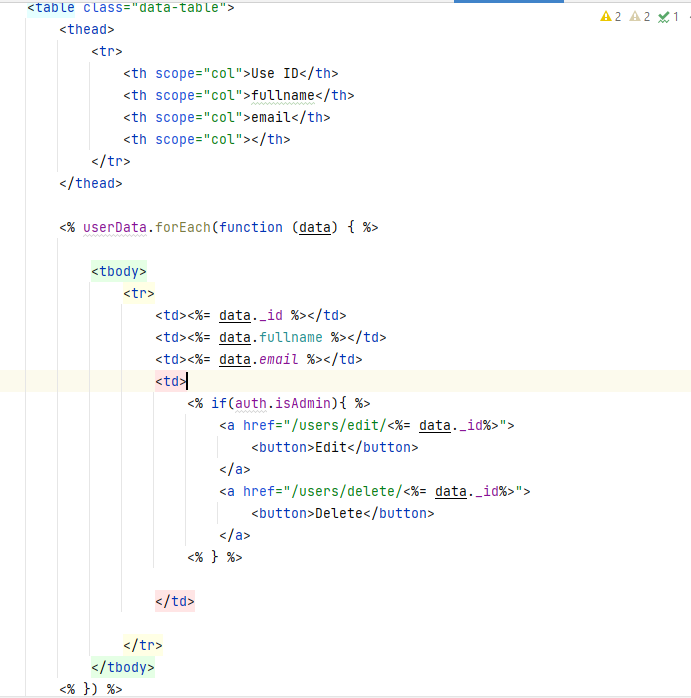 <table class="data-table">
2 2 1
<thead>
<tr>
<th scope="col">Use ID</th>
<th scope="col">fullname</th>
<th scope="col">email</th>
<th scope="col"></th>
</tr>
</thead>
<% userData.forEach(function (data) { %>
<tbody>
<tr>
<td><%= data._id %></td>
<td><%= data.fullname %></td>
<td><%= data.email %></td>
<td>
<% if(auth.isAdmin){ %>
<a href="/users/edit/<%= data._id%>">
<button>Edit</button>
</a>
<a href="/users/delete/<%= data._id%>">
<button>Delete</button>
</a>
<% } %>
</td>
</tr>
</tbody>
<% }) %>